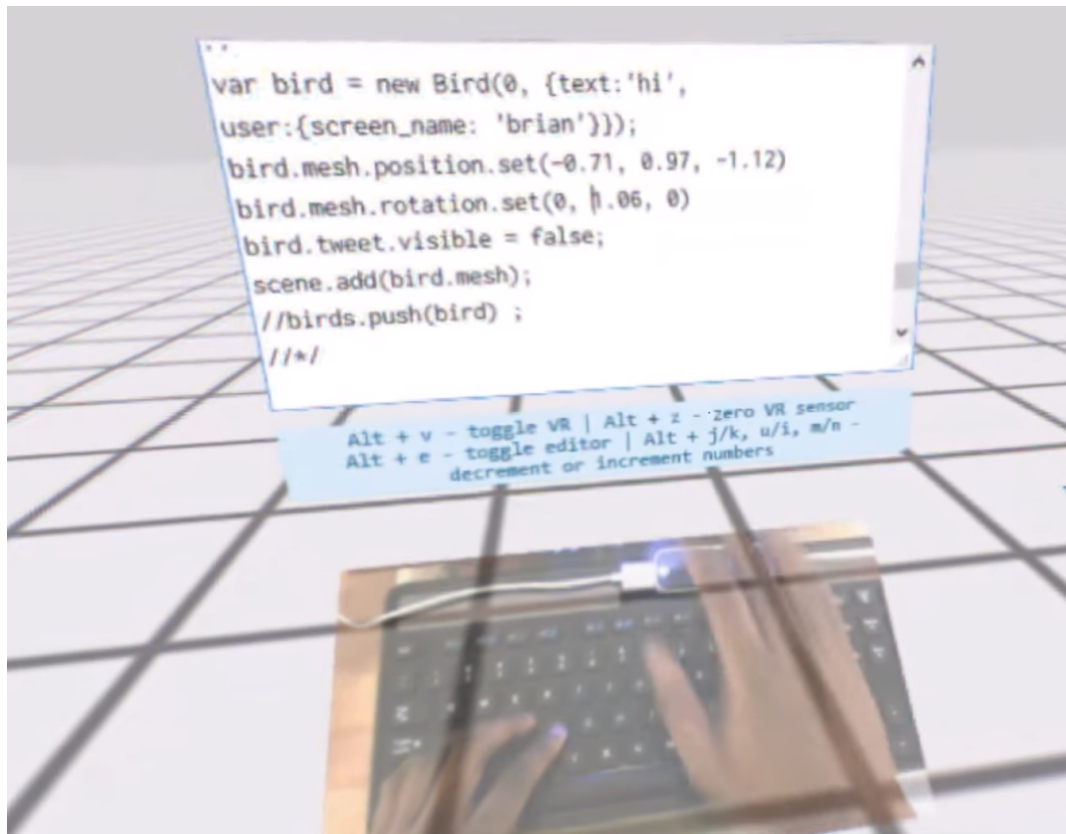 var bird = new Bird(0, {text:'hi',
user:{screen_name: 'brian'}});
bird.mesh.position.set(-0.71, 0.97, -1.12)
bird.mesh.rotation.set(0, 1.06, 0)
bird.tweet.visible = false;
scene.add(bird.mesh);
//birds.push(bird) ;
//*/
Alt + v - toggle VR | Alt + z - zero VR sensor
Alt + e - toggle editor | Alt + j/k, u/i, m/n -
decrement or increment numbers